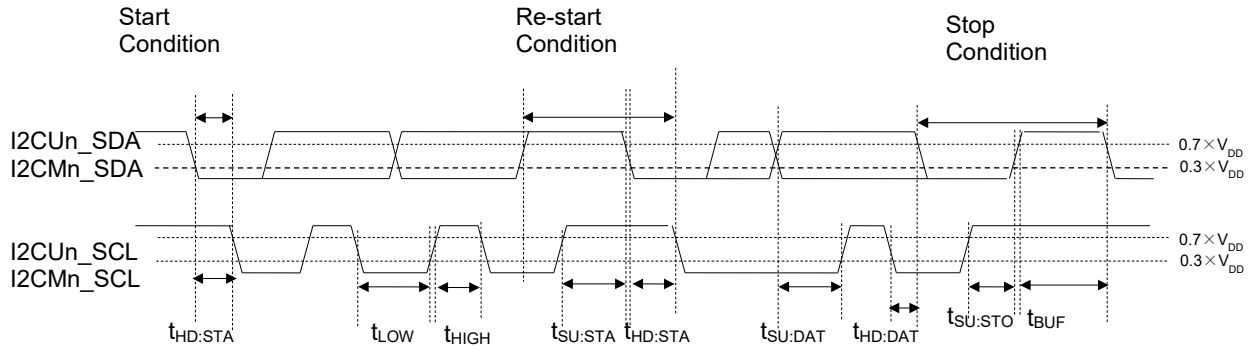 Start
Condition
Re-start
Condition
Stop
Condition
I2CUn_SDA
I2CMn_SDA
0.7×VDD
0.3×VDD
I2CUn_SCL
I2CMn_SCL
0.7×VDD
0.3×VDD
tHD:STA
tLOW
tHIGH
tSU:STA
tHD:STA
tSU:DAT
tHD:DAT
tSU:STO
tBUF